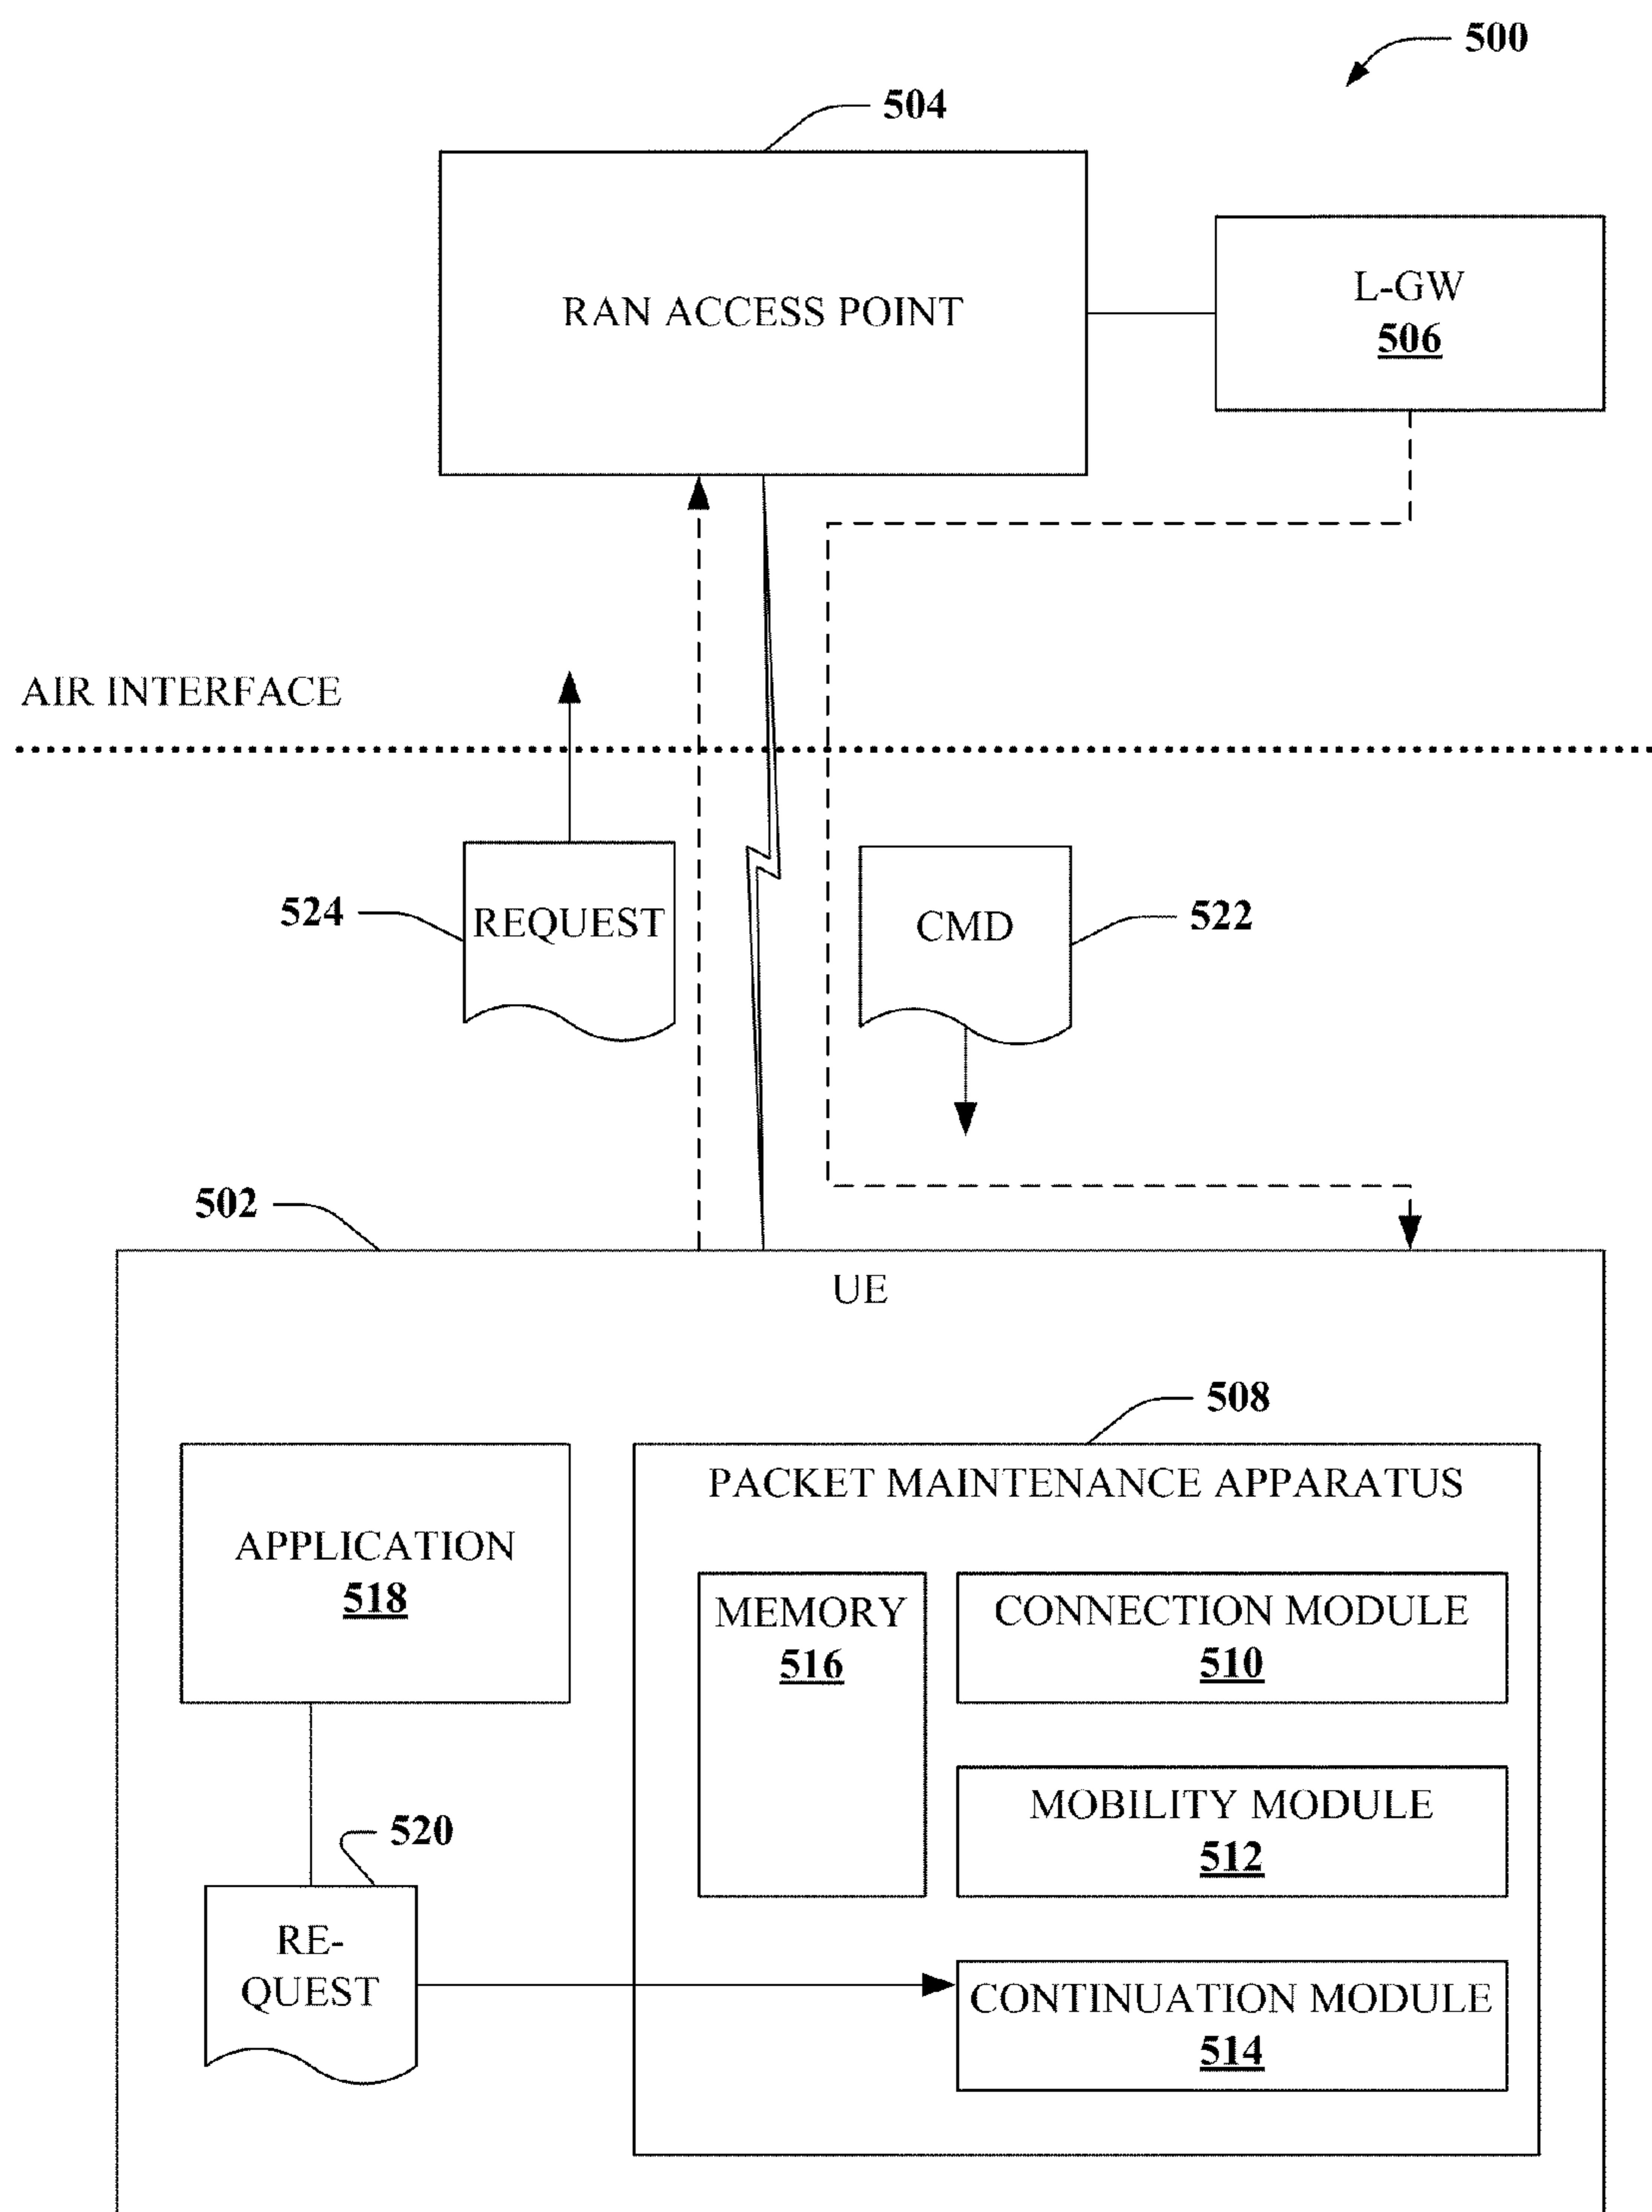 500
504
RAN ACCESS POINT
L-GW
506
AIR INTERFACE
524
REQUEST
CMD
522
502
UE
508
PACKET MAINTENANCE APPARATUS
APPLICATION
518
MEMORY
516
CONNECTION MODULE
510
MOBILITY MODULE
512
520
RE-
QUEST
CONTINUATION MODULE
514